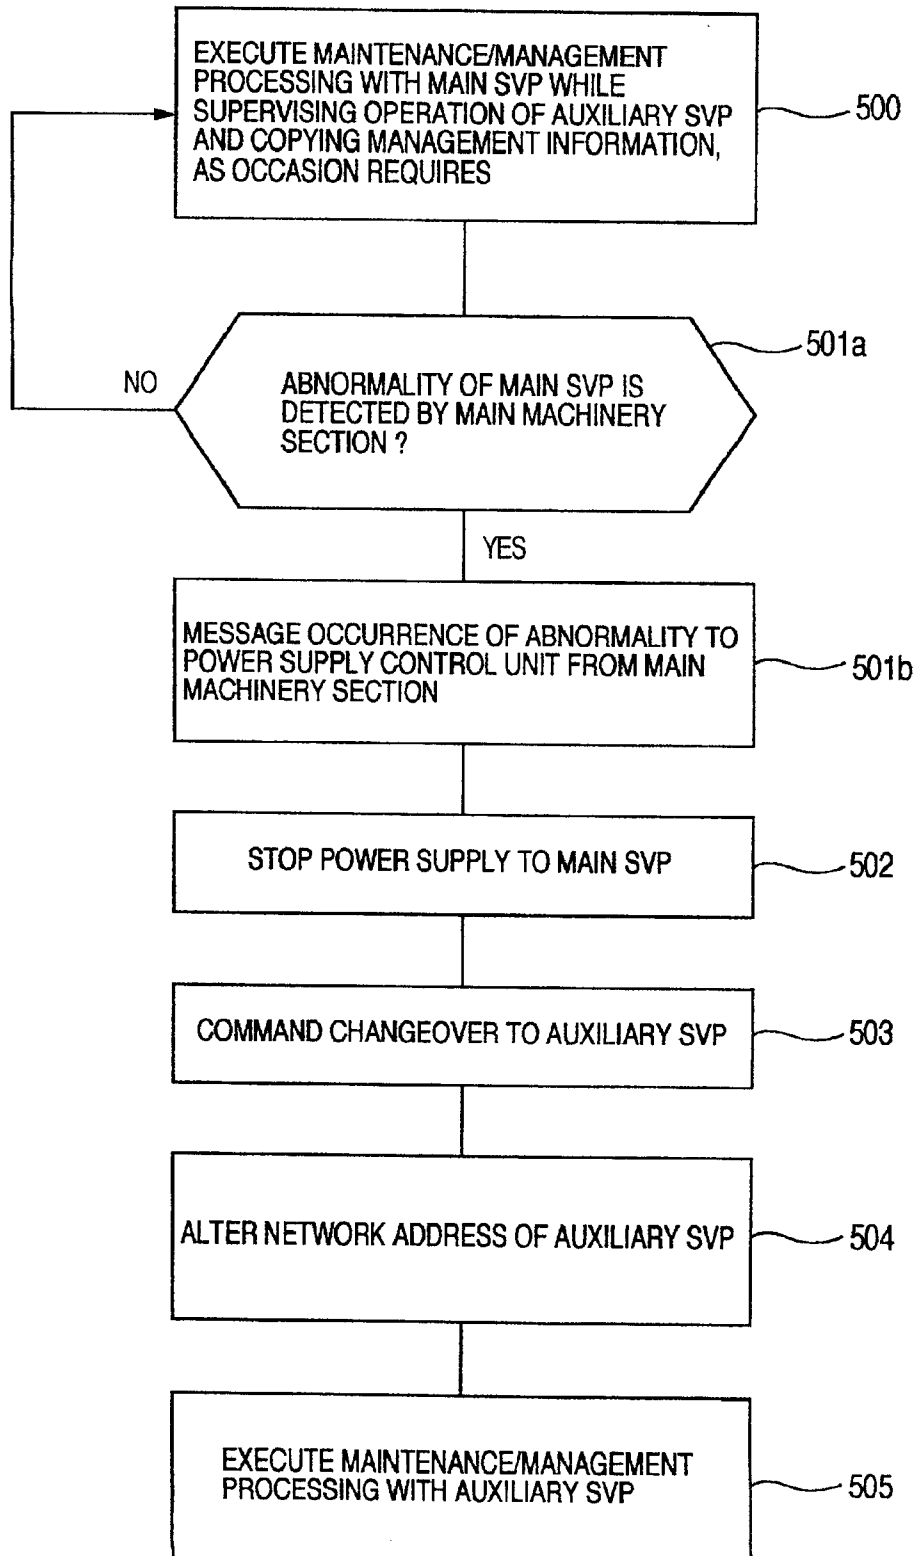 EXECUTE MAINTENANCE/MANAGEMENT
PROCESSING WITH MAIN SVP WHILE
SUPERVISING OPERATION OF AUXILIARY SVP
AND COPYING MANAGEMENT INFORMATION,
AS OCCASION REQUIRES
500
501a
NO
ABNORMALITY OF MAIN SVP IS
DETECTED BY MAIN MACHINERY
SECTION ?
YES
MESSAGE OCCURRENCE OF ABNORMALITY TO
POWER SUPPLY CONTROL UNIT FROM MAIN
MACHINERY SECTION
501b
STOP POWER SUPPLY TO MAIN SVP
502
COMMAND CHANGEOVER TO AUXILIARY SVP
503
ALTER NETWORK ADDRESS OF AUXILIARY SVP
504
EXECUTE MAINTENANCE/MANAGEMENT
PROCESSING WITH AUXILIARY SVP
505